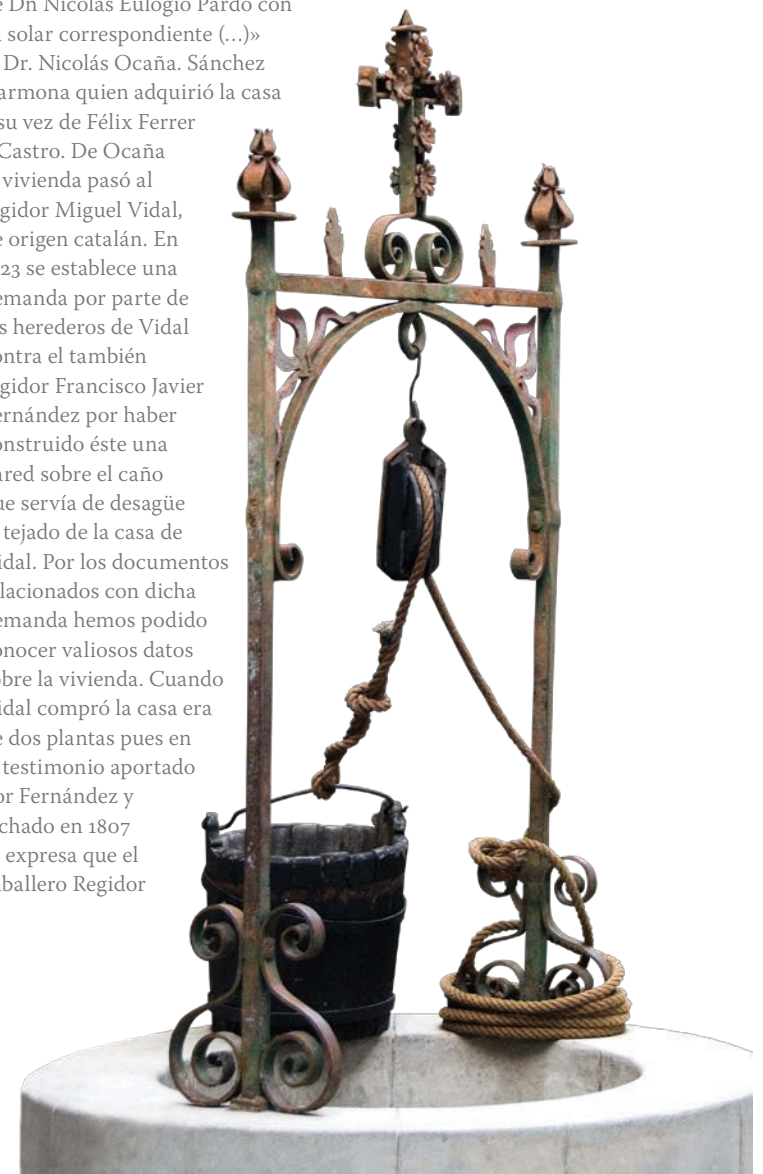 e Dn Nicolás Eulogio Pardo con
solar correspondiente (…)»
Dr. Nicolás Ocaña. Sánchez
armona quien adquirió la casa
su vez de Félix Ferrer
Castro. De Ocaña
vivienda pasó al
gidor Miguel Vidal,
e origen catalán. En
23 se establece una
emanda por parte de
s herederos de Vidal
ontra el también
gidor Francisco Javier
ernández por haber
onstruido éste una
ared sobre el caño
ue servía de desagüe
tejado de la casa de
idal. Por los documentos
lacionados con dicha
emanda hemos podido
onocer valiosos datos
obre la vivienda. Cuando
idal compró la casa era
e dos plantas pues en
testimonio aportado
or Fernández y
chado en 1807
expresa que el
aballero Regidor